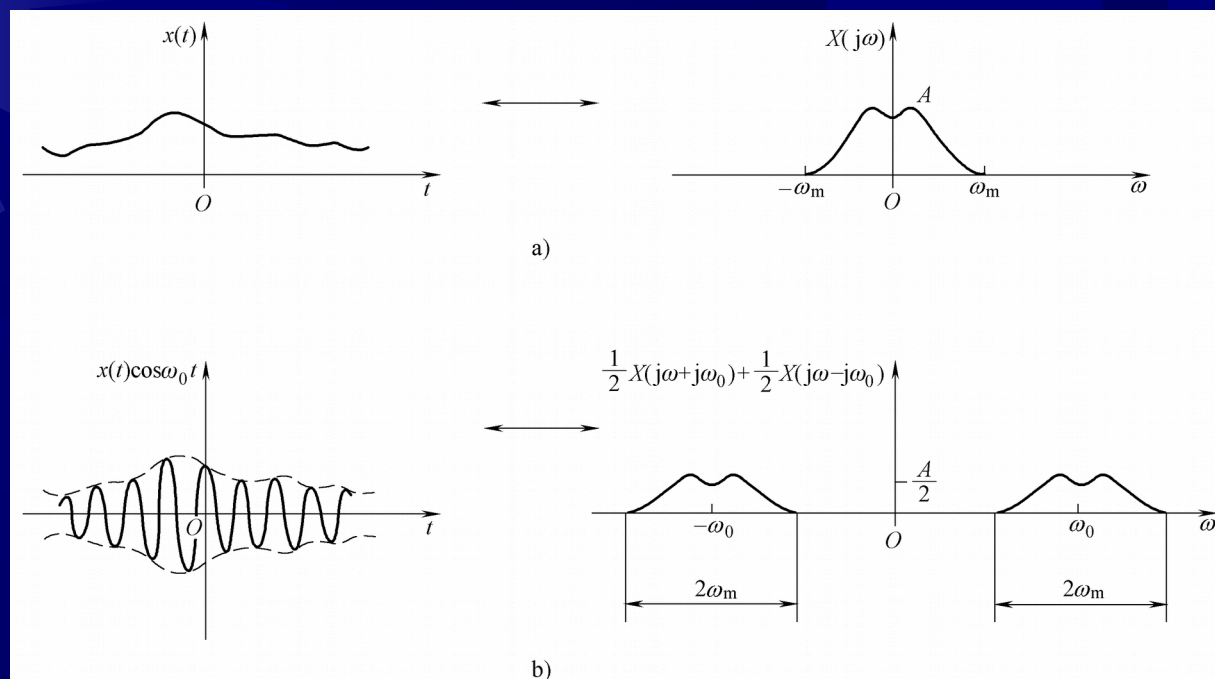 x(t)
X(jω)
A
t
O
−ωm
O
ωm
ω
a)
x(t)cosω0t
1/2 X(jω+jω0)+1/2 X(jω−jω0)
A/2
O
t
−ω0
O
ω0
ω
2ωm
2ωm
b)